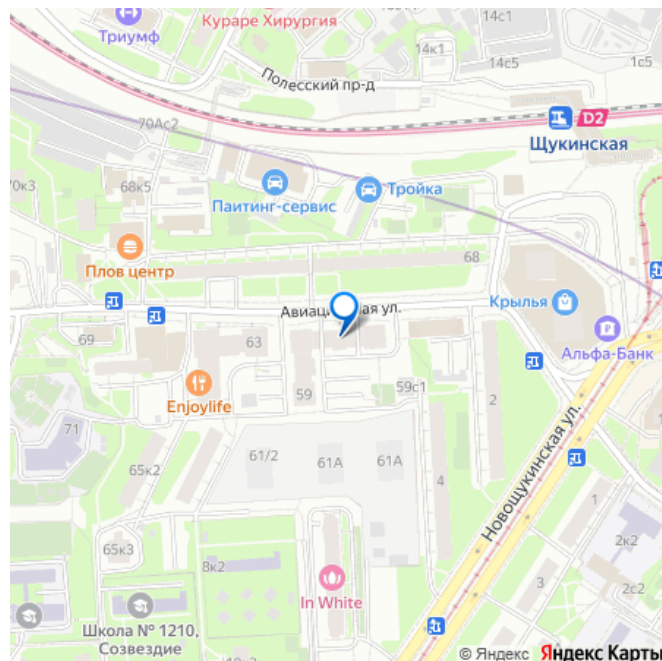 Триумф
Кураре Хирургия
14с1
14к1
14с5
1с5
Полесский пр-д
70Ас2
D2
Щукинская
70к3
68к5
Паитинг-сервис
Тройка
Плов центр
68
Крылья
Авиационная ул.
69
63
Альфа-Банк
Enjoylife
59
59с1
2
71
65к2
61/2
61А
61А
4
Новощукинская ул.
65к3
8к2
1
2к2
3
2с2
In White
Школа № 1210,
Созвездие
© Яндекс Яндекс Карты